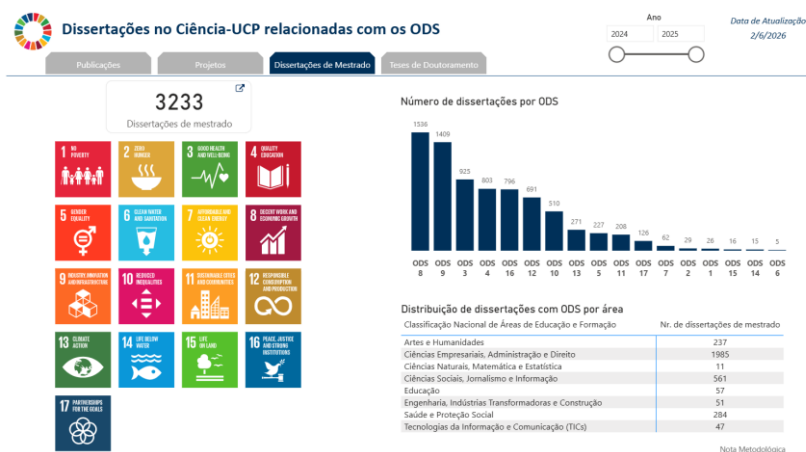 Dissertações no Ciência-UCP relacionadas com os ODS
Ano
2024 2025
Data de Atualização
2/6/2026
Publicações Projetos Dissertações de Mestrado Teses de Doutoramento
3233
Dissertações de mestrado
1 NO POVERTY
2 ZERO HUNGER
3 GOOD HEALTH AND WELL-BEING
4 QUALITY EDUCATION
5 GENDER EQUALITY
6 CLEAN WATER AND SANITATION
7 AFFORDABLE AND CLEAN ENERGY
8 DECENT WORK AND ECONOMIC GROWTH
9 INDUSTRY, INNOVATION AND INFRASTRUCTURE
10 REDUCED INEQUALITIES
11 SUSTAINABLE CITIES AND COMMUNITIES
12 RESPONSIBLE CONSUMPTION AND PRODUCTION
13 CLIMATE ACTION
14 LIFE BELOW WATER
15 LIFE ON LAND
16 PEACE, JUSTICE AND STRONG INSTITUTIONS
17 PARTNERSHIPS FOR THE GOALS
Número de dissertações por ODS
1536 1409 925 803 796 691 510 271 227 208 126 62 29 26 16 15 5
ODS ODS ODS ODS ODS ODS ODS ODS ODS ODS ODS ODS ODS ODS ODS ODS ODS
8 9 3 4 16 12 10 13 5 11 17 7 2 1 15 14 6
Distribuição de dissertações com ODS por área
Classificação Nacional de Áreas de Educação e Formação Nr. de dissertações de mestrado
Artes e Humanidades 237
Ciências Empresariais, Administração e Direito 1985
Ciências Naturais, Matemática e Estatística 11
Ciências Sociais, Jornalismo e Informação 561
Educação 57
Engenharia, Indústrias Transformadoras e Construção 51
Saúde e Proteção Social 284
Tecnologias da Informação e Comunicação (TICs) 47
Nota Metodológica